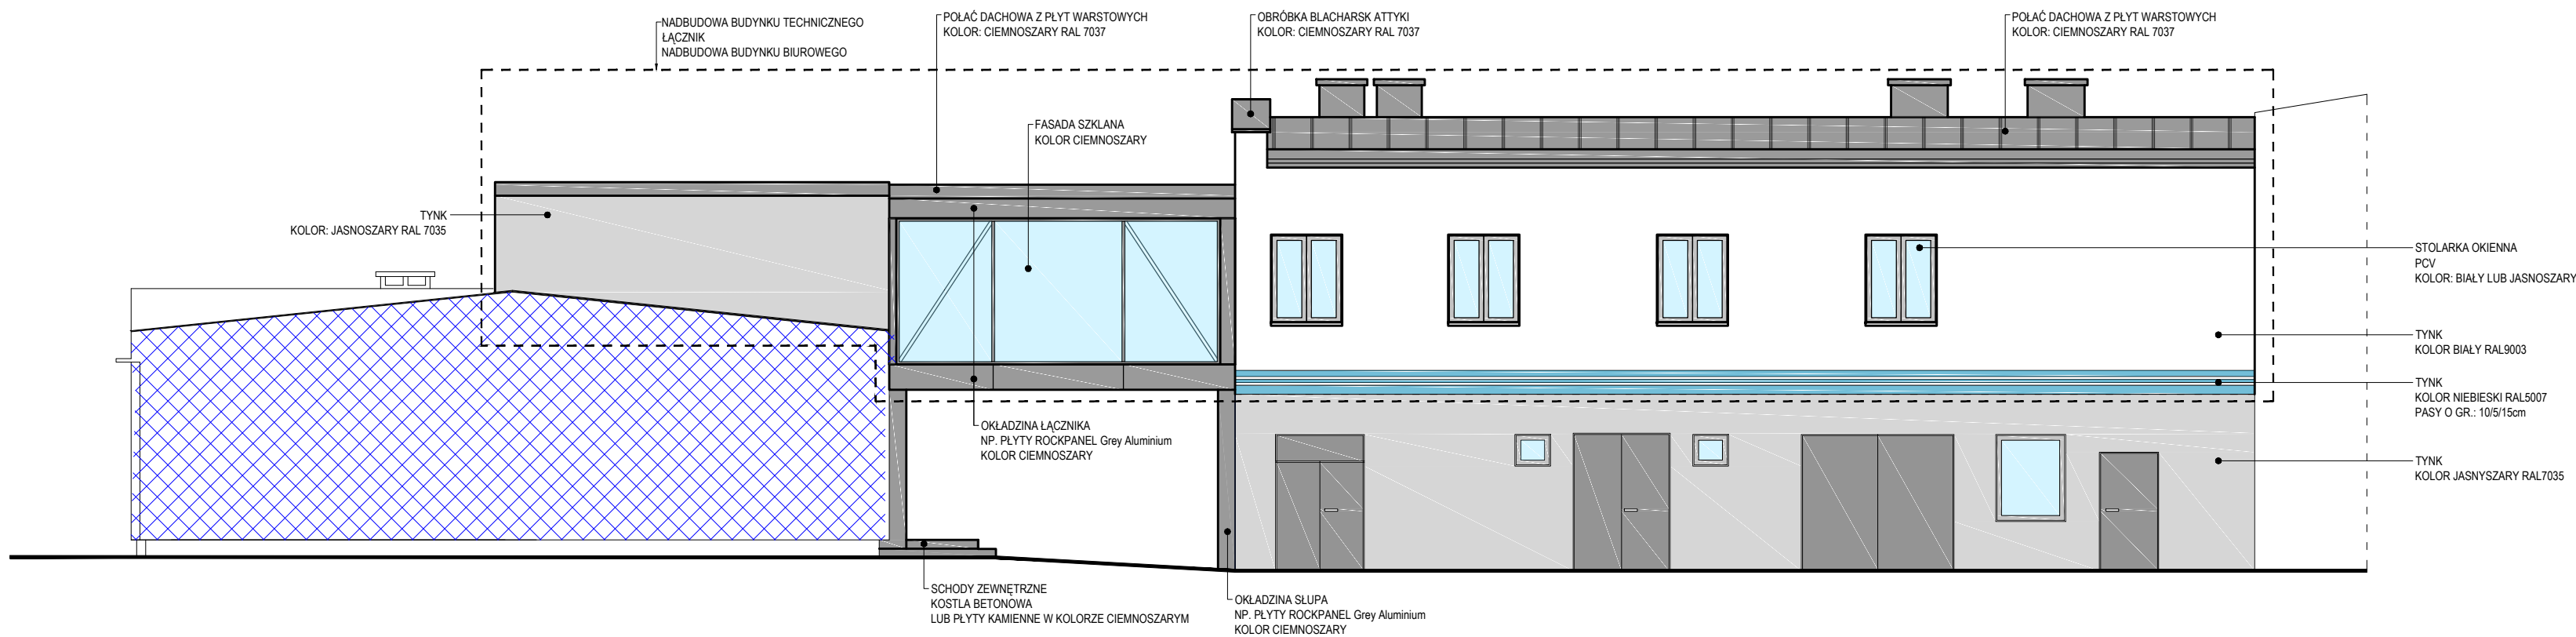 NADBUDOWA BUDYNKU TECHNICZNEGO
ŁĄCZNIK
NADBUDOWA BUDYNKU BIUROWEGO
POŁAĆ DACHOWA Z PŁYT WARSTOWYCH
KOLOR: CIEMNOSZARY RAL 7037
OBRÓBKA BLACHARSK ATTYKI
KOLOR: CIEMNOSZARY RAL 7037
POŁAĆ DACHOWA Z PŁYT WARSTOWYCH
KOLOR: CIEMNOSZARY RAL 7037
FASADA SZKLANA
KOLOR CIEMNOSZARY
TYNK
KOLOR: JASNOSZARY RAL 7035
STOLARKA OKIENNA
PCV
KOLOR: BIAŁY LUB JASNOSZARY
TYNK
KOLOR BIAŁY RAL9003
TYNK
KOLOR NIEBIESKI RAL5007
PASY O GR.: 10/5/15cm
OKŁADZINA ŁĄCZNIKA
NP. PŁYTY ROCKPANEL Grey Aluminium
KOLOR CIEMNOSZARY
TYNK
KOLOR JASNYSZARY RAL7035
SCHODY ZEWNĘTRZNE
KOSTLA BETONOWA
LUB PŁYTY KAMIENNE W KOLORZE CIEMNOSZARYM
OKŁADZINA SŁUPA
NP. PŁYTY ROCKPANEL Grey Aluminium
KOLOR CIEMNOSZARY